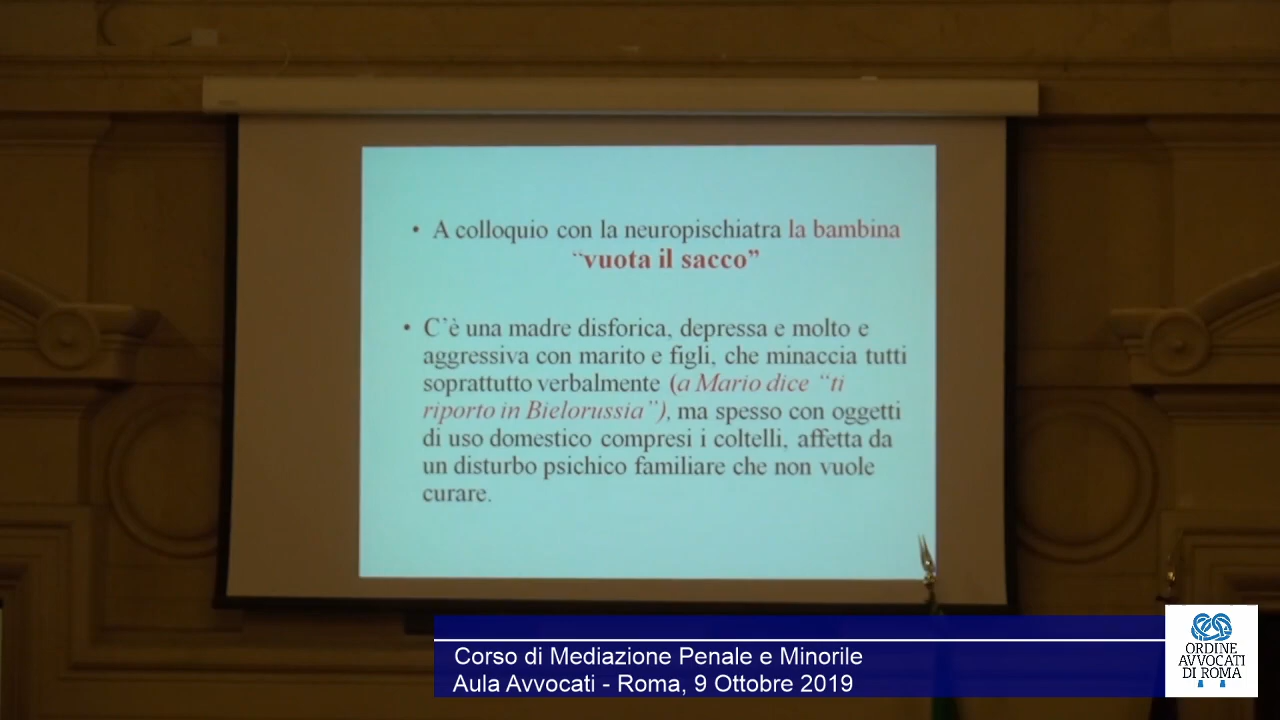 • A colloquio con la neuropischiatra la bambina
“vuota il sacco”
• C’è una madre disforica, depressa e molto e
aggressiva con marito e figli, che minaccia tutti
soprattutto verbalmente (a Mario dice “ti
riporto in Bielorussia”), ma spesso con oggetti
di uso domestico compresi i coltelli, affetta da
un disturbo psichico familiare che non vuole
curare.
Corso di Mediazione Penale e Minorile
Aula Avvocati - Roma, 9 Ottobre 2019
ORDINE
AVVOCATI
DI ROMA